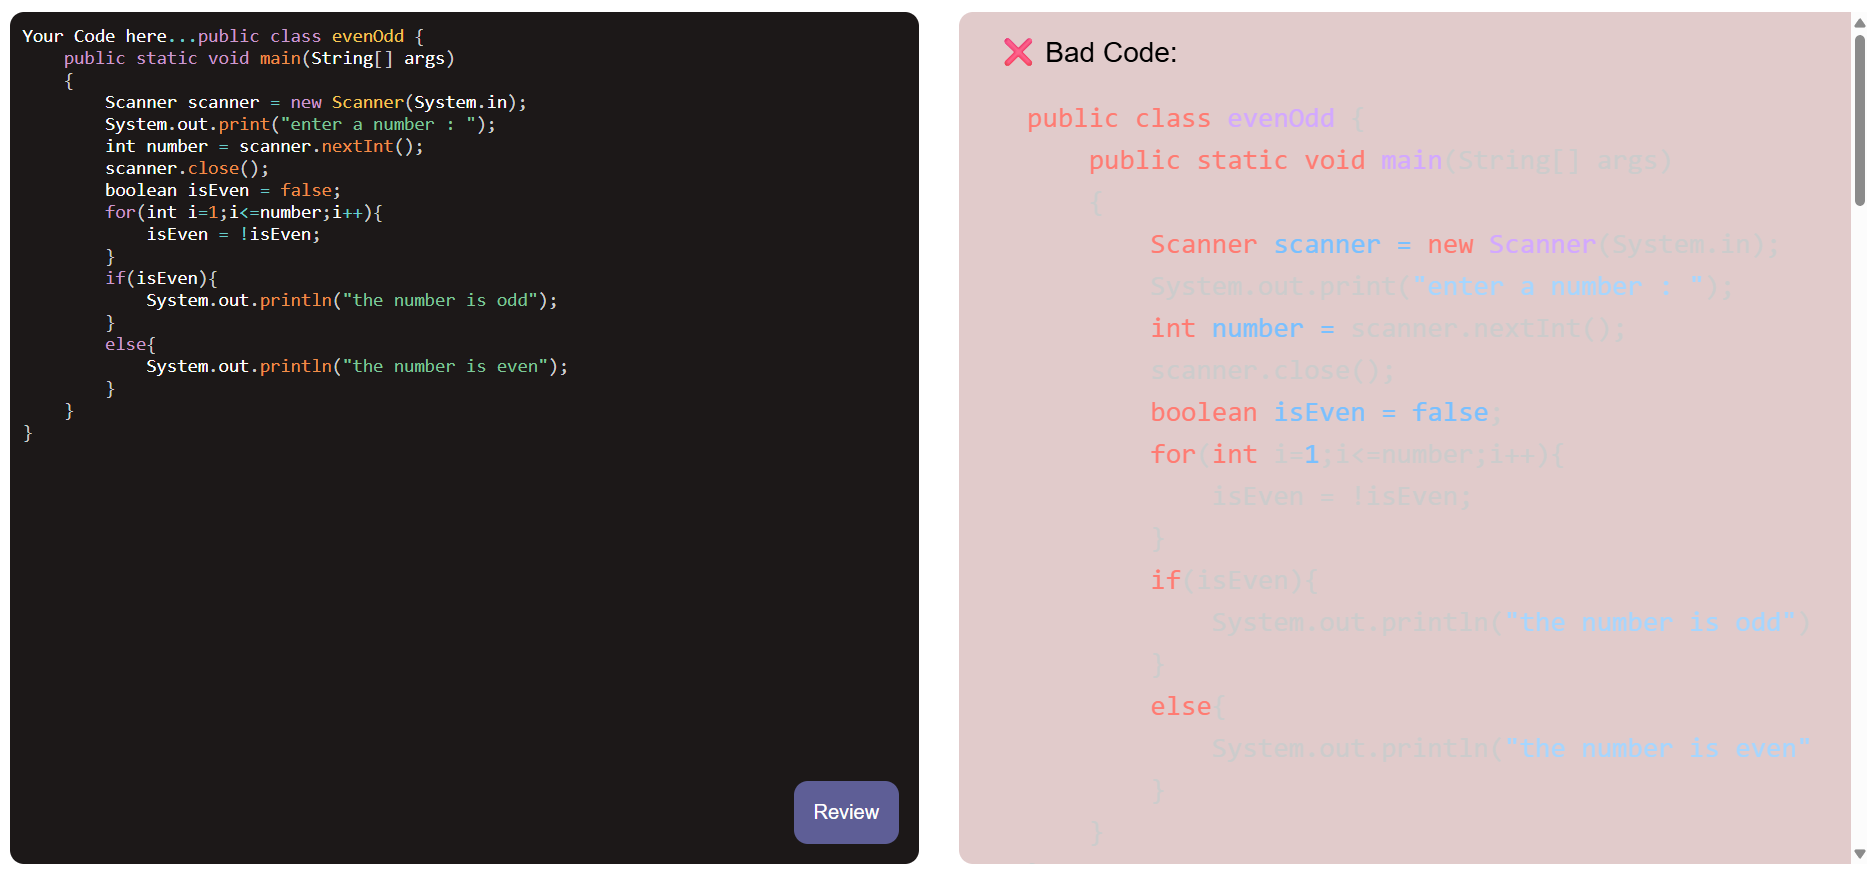 Your Code here...public class evenOdd {
    public static void main(String[] args)
    {
        Scanner scanner = new Scanner(System.in);
        System.out.print("enter a number : ");
        int number = scanner.nextInt();
        scanner.close();
        boolean isEven = false;
        for(int i=1;i<=number;i++){
            isEven = !isEven;
        }
        if(isEven){
            System.out.println("the number is odd");
        }
        else{
            System.out.println("the number is even");
        }
    }
}
Review
❌ Bad Code:
public class evenOdd {
    public static void main(String[] args)
    {
        Scanner scanner = new Scanner(System.in);
        System.out.print("enter a number : ");
        int number = scanner.nextInt();
        scanner.close();
        boolean isEven = false;
        for(int i=1;i<=number;i++){
            isEven = !isEven;
        }
        if(isEven){
            System.out.println("the number is odd")
        }
        else{
            System.out.println("the number is even"
        }
    }